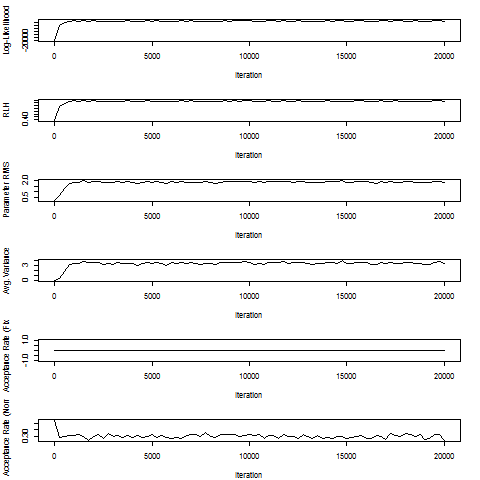 Log-Likelihood
-20000
0 5000 10000 15000 20000
Iteration
RLH
0.40
0 5000 10000 15000 20000
Iteration
Parameter RMS
0.5 2.0
0 5000 10000 15000 20000
Iteration
Avg. Variance
0 3
0 5000 10000 15000 20000
Iteration
Acceptance Rate (Fix
-1.0 1.0
0 5000 10000 15000 20000
Iteration
Acceptance Rate (Norm
0.30
0 5000 10000 15000 20000
Iteration